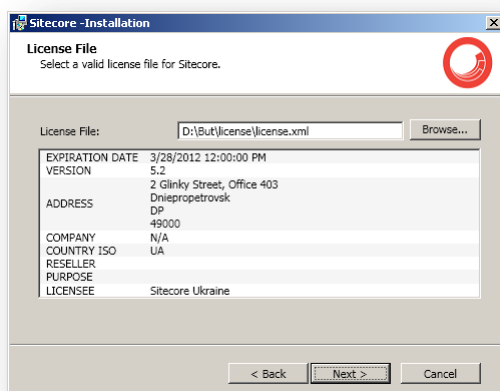 Sitecore -Installation
License File
Select a valid license file for Sitecore.
License File: D:\But\license\license.xml Browse...
EXPIRATION DATE 3/28/2012 12:00:00 PM
VERSION 5.2
ADDRESS 2 Glinky Street, Office 403
Dniepropetrovsk
DP
49000
COMPANY N/A
COUNTRY ISO UA
RESELLER
PURPOSE
LICENSEE Sitecore Ukraine
< Back Next > Cancel